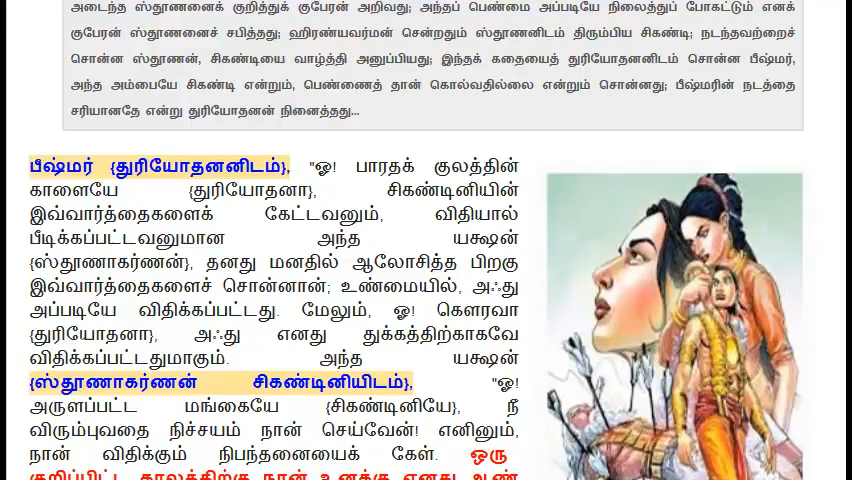 அடைந்த ஸ்தூணனைக் குறித்துக் குபேரன் அறிவது; அந்தப் பெண்மை அப்படியே நிலைத்துப் போகட்டும் எனக்
குபேரன் ஸ்தூணனைச் சபித்தது; ஹிரண்யவர்மன் சென்றதும் ஸ்தூணனிடம் திரும்பிய சிகண்டி; நடந்தவற்றைச்
சொன்ன ஸ்தூணன், சிகண்டியை வாழ்த்தி அனுப்பியது; இந்தக் கதையைத் துரியோதனனிடம் சொன்ன பீஷ்மர்,
அந்த அம்பையே சிகண்டி என்றும், பெண்ணைத் தான் கொல்வதில்லை என்றும் சொன்னது; பீஷ்மரின் நடத்தை
சரியானதே என்று துரியோதனன் நினைத்தது...
பீஷ்மர் {துரியோதனனிடம்}, "ஓ! பாரதக் குலத்தின்
காளையே {துரியோதனா}, சிகண்டினியின்
இவ்வார்த்தைகளைக் கேட்டவனும், விதியால்
பீடிக்கப்பட்டவனுமான அந்த யக்ஷன்
{ஸ்தூணாகர்ணன்}, தனது மனதில் ஆலோசித்த பிறகு
இவ்வார்த்தைகளைச் சொன்னான்; உண்மையில், அஃது
அப்படியே விதிக்கப்பட்டது. மேலும், ஓ! கௌரவா
{துரியோதனா}, அஃது எனது துக்கத்திற்காகவே
விதிக்கப்பட்டதுமாகும். அந்த யக்ஷன்
{ஸ்தூணாகர்ணன் சிகண்டினியிடம்}, "ஓ!
அருளப்பட்ட மங்கையே {சிகண்டினியே}, நீ
விரும்புவதை நிச்சயம் நான் செய்வேன்! எனினும்,
நான் விதிக்கும் நிபந்தனையைக் கேள். ஒரு
குறிப்பிட்ட காலத்திற்கு நான் உனக்கு எனது ஆண்